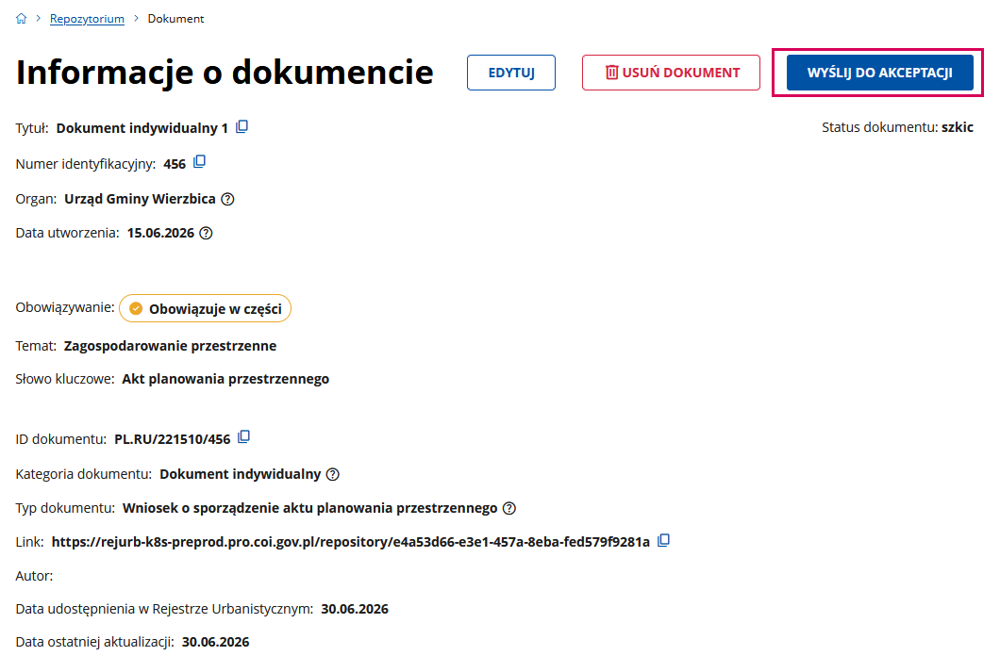 Repozytorium > Dokument
Informacje o dokumencie
EDYTUJ
USUŃ DOKUMENT
WYŚLIJ DO AKCEPTACJI
Tytuł: Dokument indywidualny 1
Status dokumentu: szkic
Numer identyfikacyjny: 456
Organ: Urząd Gminy Wierzbica
Data utworzenia: 15.06.2026
Obowiązywanie: Obowiązuje w części
Temat: Zagospodarowanie przestrzenne
Słowo kluczowe: Akt planowania przestrzennego
ID dokumentu: PL.RU/221510/456
Kategoria dokumentu: Dokument indywidualny
Typ dokumentu: Wniosek o sporządzenie aktu planowania przestrzennego
Link: https://rejurb-k8s-preprod.pro.coi.gov.pl/repository/e4a53d66-e3e1-457a-8eba-fed579f9281a
Autor:
Data udostępnienia w Rejestrze Urbanistycznym: 30.06.2026
Data ostatniej aktualizacji: 30.06.2026